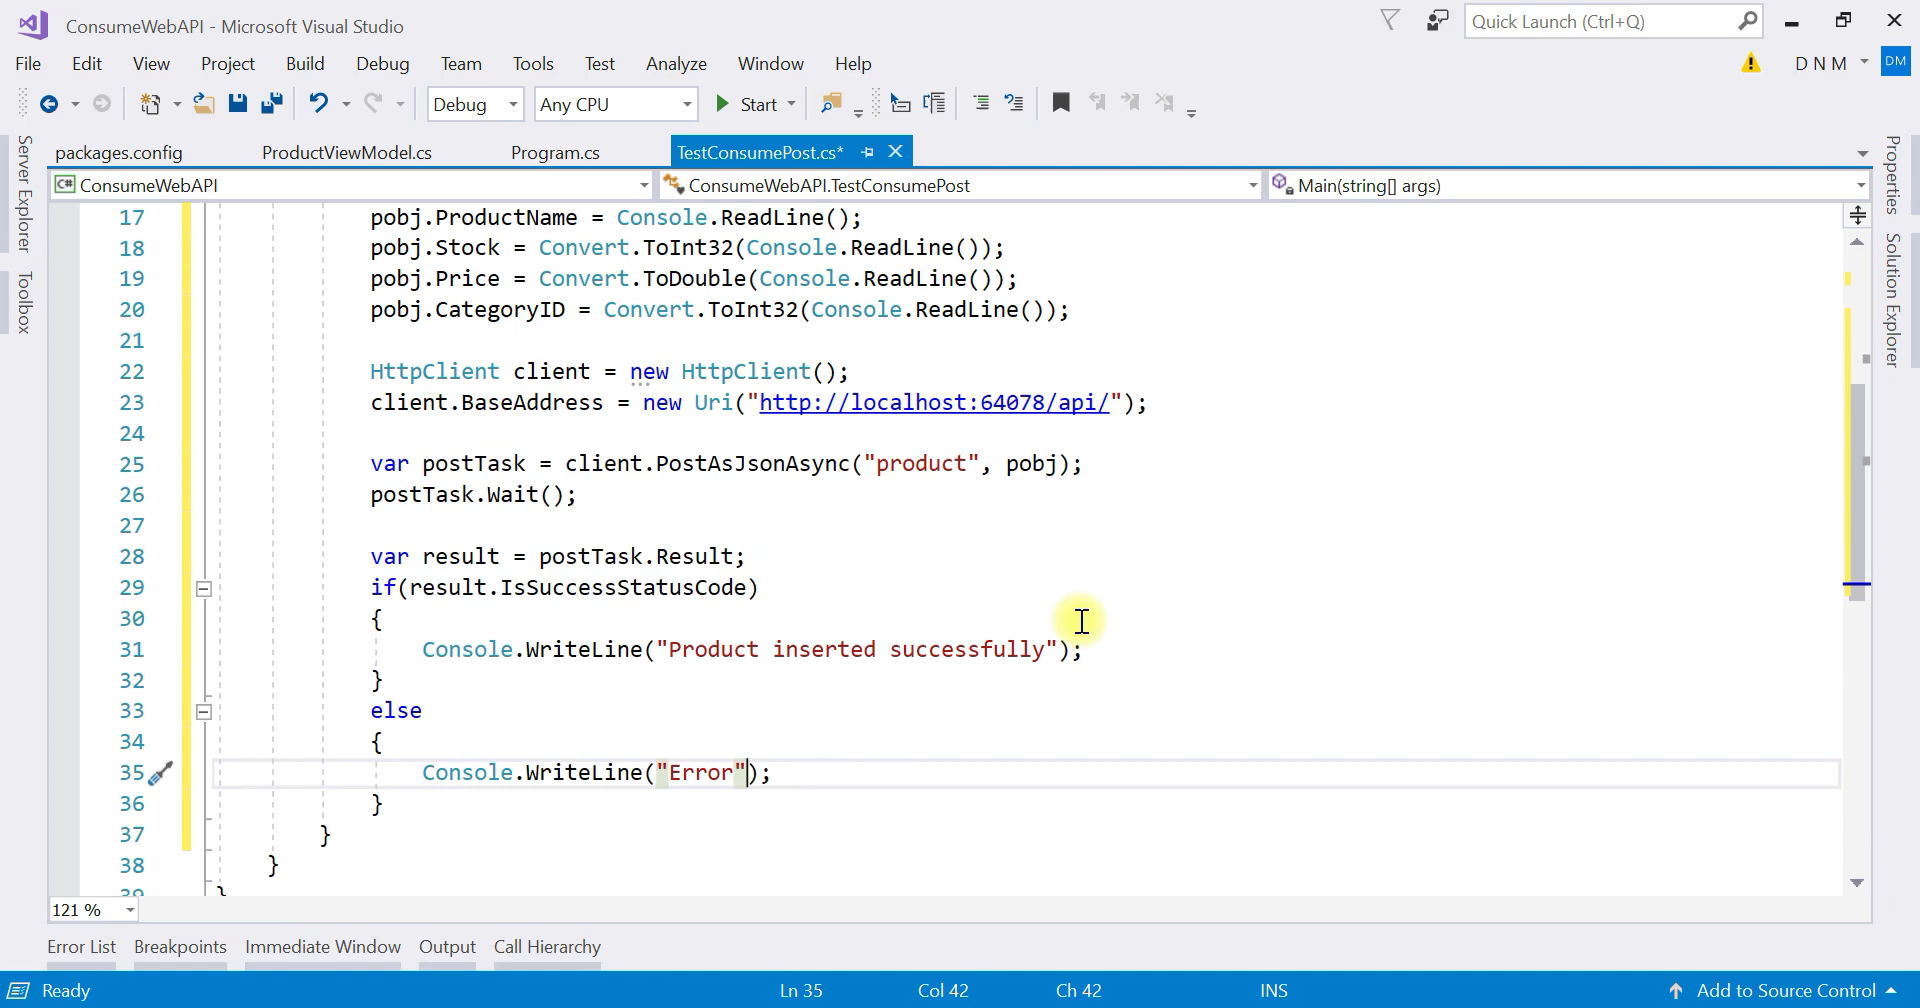 ConsumeWebAPI - Microsoft Visual Studio
Quick Launch (Ctrl+Q)
File Edit View Project Build Debug Team Tools Test Analyze Window Help
D N M DM
Debug Any CPU Start
Server Explorer
Toolbox
packages.config ProductViewModel.cs Program.cs TestConsumePost.cs*
C# ConsumeWebAPI ConsumeWebAPI.TestConsumePost Main(string[] args)
17 pobj.ProductName = Console.ReadLine();
18 pobj.Stock = Convert.ToInt32(Console.ReadLine());
19 pobj.Price = Convert.ToDouble(Console.ReadLine());
20 pobj.CategoryID = Convert.ToInt32(Console.ReadLine());
21
22 HttpClient client = new HttpClient();
23 client.BaseAddress = new Uri("http://localhost:64078/api/");
24
25 var postTask = client.PostAsJsonAsync("product", pobj);
26 postTask.Wait();
27
28 var result = postTask.Result;
29 if(result.IsSuccessStatusCode)
30 {
31 Console.WriteLine("Product inserted successfully");
32 }
33 else
34 {
35 Console.WriteLine("Error");
36 }
37 }
38 }
39 }
Properties
Solution Explorer
121 %
Error List Breakpoints Immediate Window Output Call Hierarchy
Ready Ln 35 Col 42 Ch 42 INS Add to Source Control